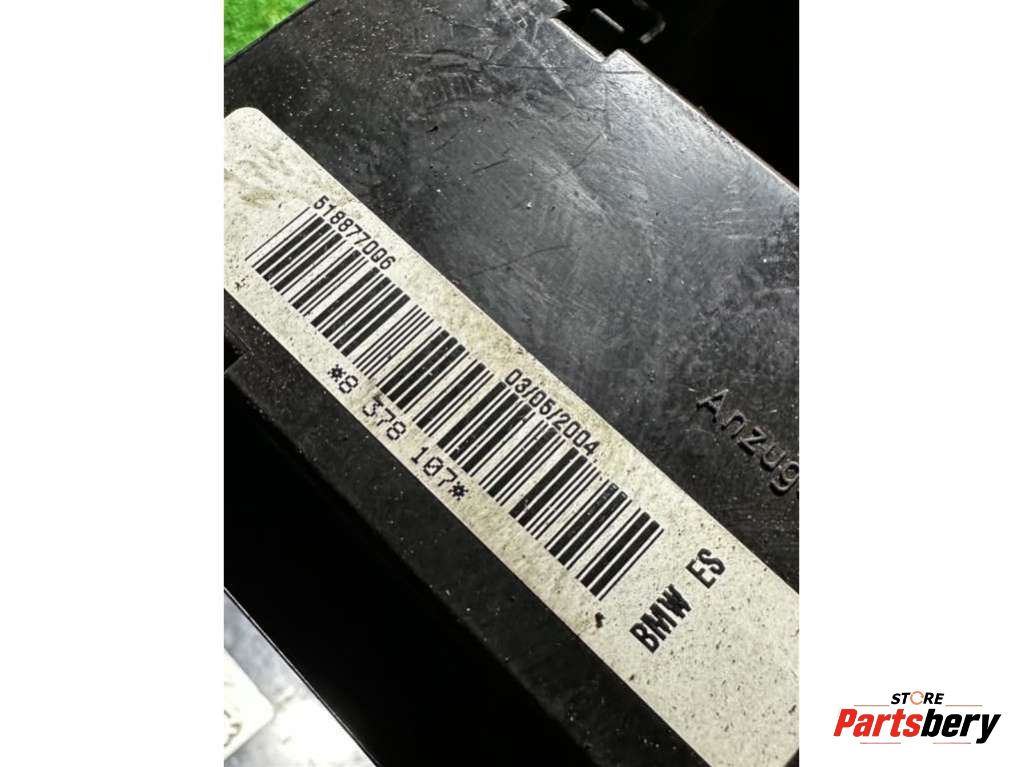 518877006
03/05/2004
*8 378 107*
BMW ES
Anzug
STORE
Partsbery